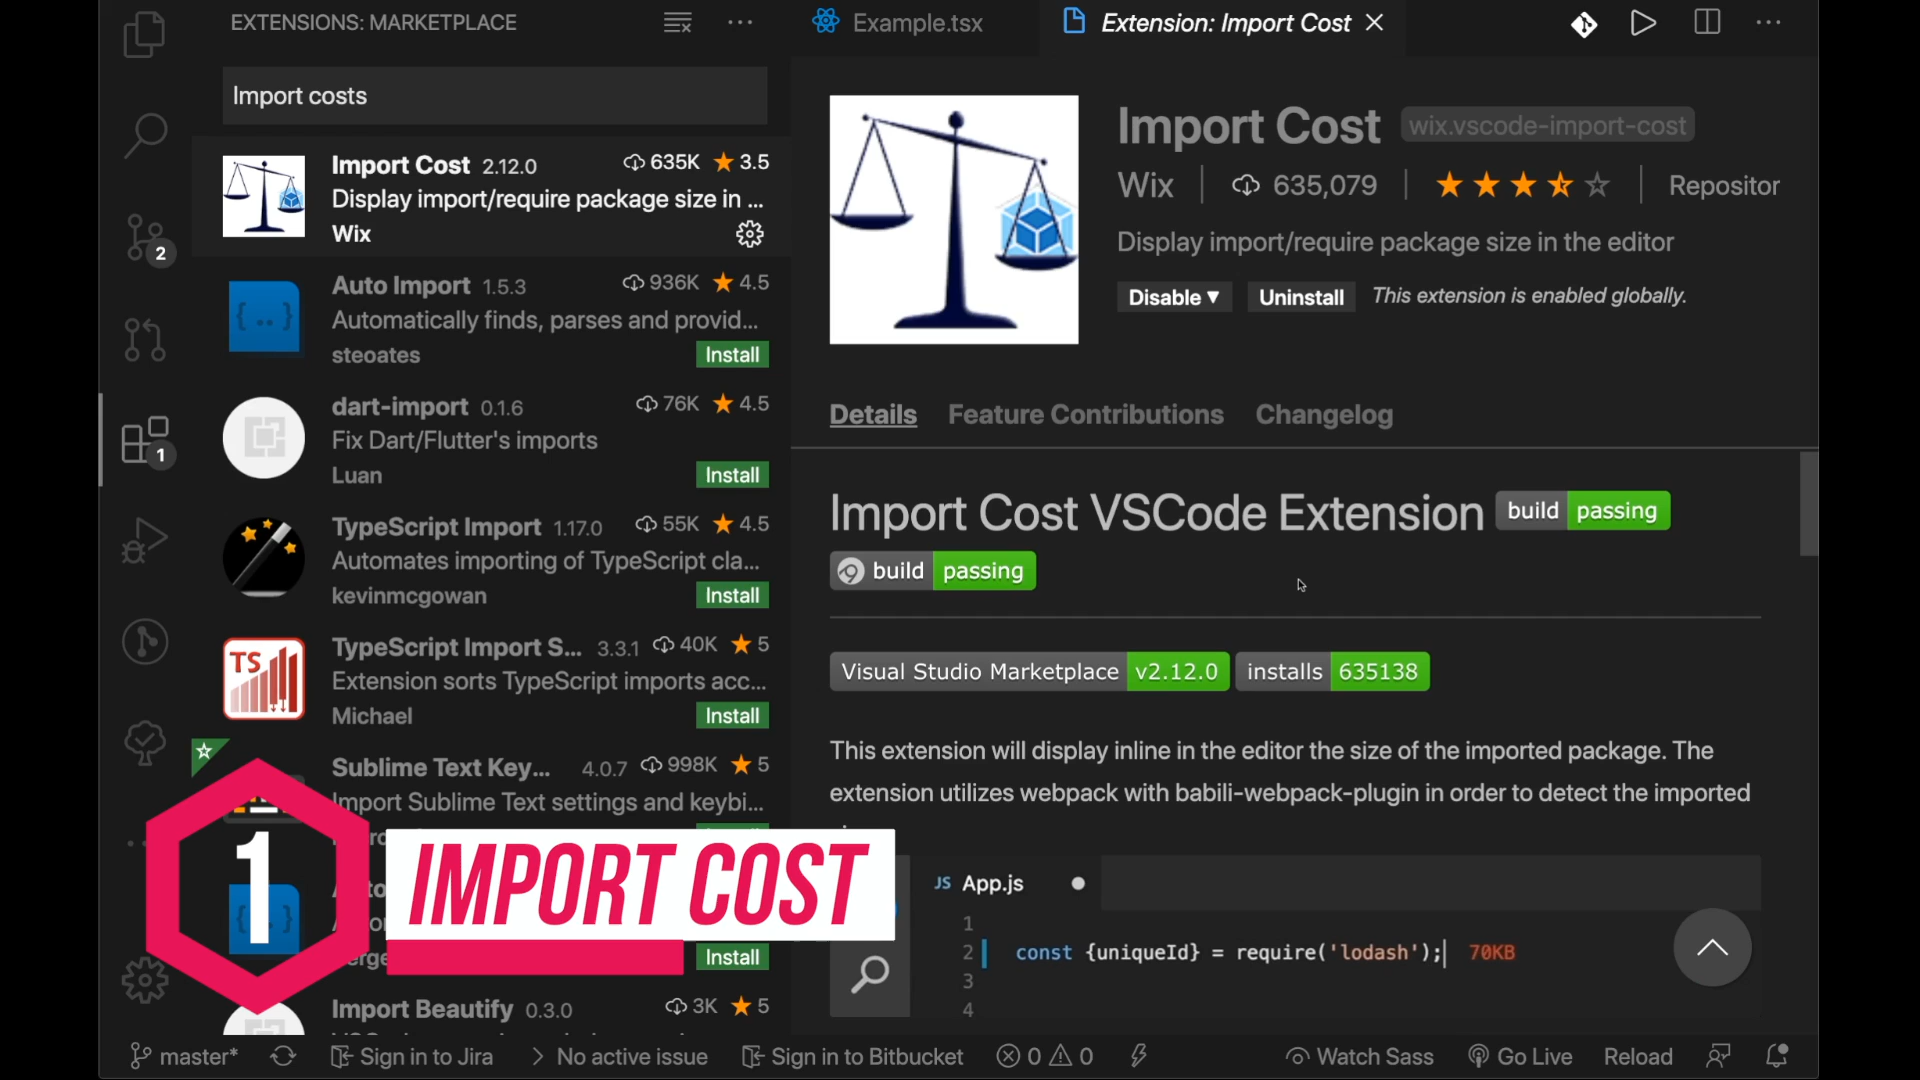 EXTENSIONS: MARKETPLACE
Example.tsx
Extension: Import Cost
Import costs
Import Cost 2.12.0 635K 3.5
Display import/require package size in ...
Wix
Auto Import 1.5.3 936K 4.5
Automatically finds, parses and provid...
steoates
Install
dart-import 0.1.6 76K 4.5
Fix Dart/Flutter's imports
Luan
Install
TypeScript Import 1.17.0 55K 4.5
Automates importing of TypeScript cla...
kevinmcgowan
Install
TS
TypeScript Import S... 3.3.1 40K 5
Extension sorts TypeScript imports acc...
Michael
Install
Sublime Text Key... 4.0.7 998K 5
Import Sublime Text settings and keybi...
Install
Import Beautify 0.3.0 3K 5
2
1
Import Cost wix.vscode-import-cost
Wix 635,079 Repositor
Display import/require package size in the editor
Disable Uninstall This extension is enabled globally.
Details Feature Contributions Changelog
Import Cost VSCode Extension build passing
build passing
Visual Studio Marketplace v2.12.0 installs 635138
This extension will display inline in the editor the size of the imported package. The
extension utilizes webpack with babili-webpack-plugin in order to detect the imported
JS App.js
1
2 const {uniqueId} = require('lodash'); 70KB
3
4
1 IMPORT COST
master* Sign in to Jira No active issue Sign in to Bitbucket 0 0 Watch Sass Go Live Reload